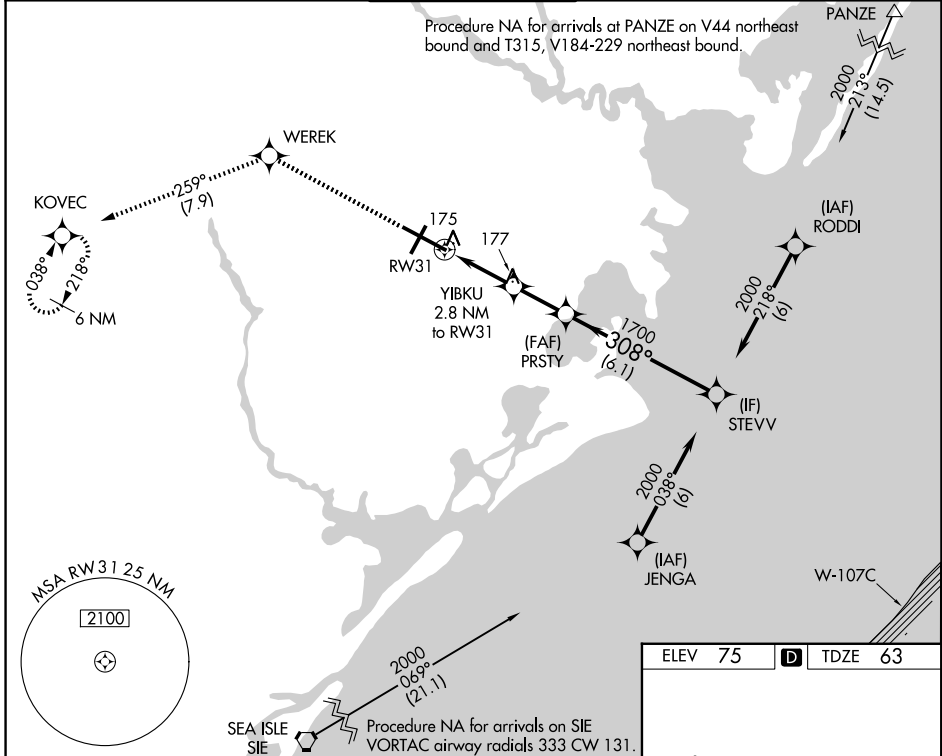 Procedure NA for arrivals at PANZE on V44 northeast
bound and T315, V184-229 northeast bound.
PANZE
2000
213°
(14.5)
WEREK
259°
(7.9)
KOVEC
038°
218°
6 NM
175
177
RW31
YIBKU
2.8 NM
to RW31
(FAF)
PRSTY
1700
308°
(6.1)
(IAF)
RODDI
2000
218°
(6)
(IF)
STEVV
2000
038°
(6)
(IAF)
JENGA
W-107C
MSA RW31 25 NM
2100
2000
069°
(21.1)
SEA ISLE
SIE
Procedure NA for arrivals on SIE
VORTAC airway radials 333 CW 131.
ELEV 75 D TDZE 63